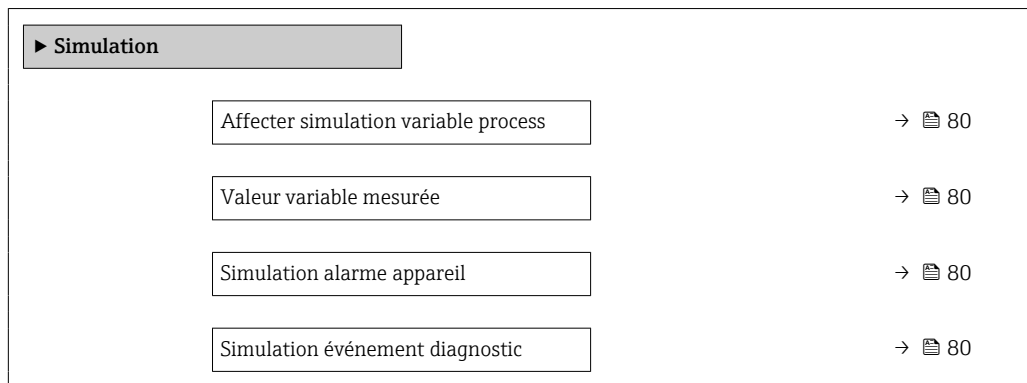 ▶ Simulation
Affecter simulation variable process → 80
Valeur variable mesurée → 80
Simulation alarme appareil → 80
Simulation événement diagnostic → 80